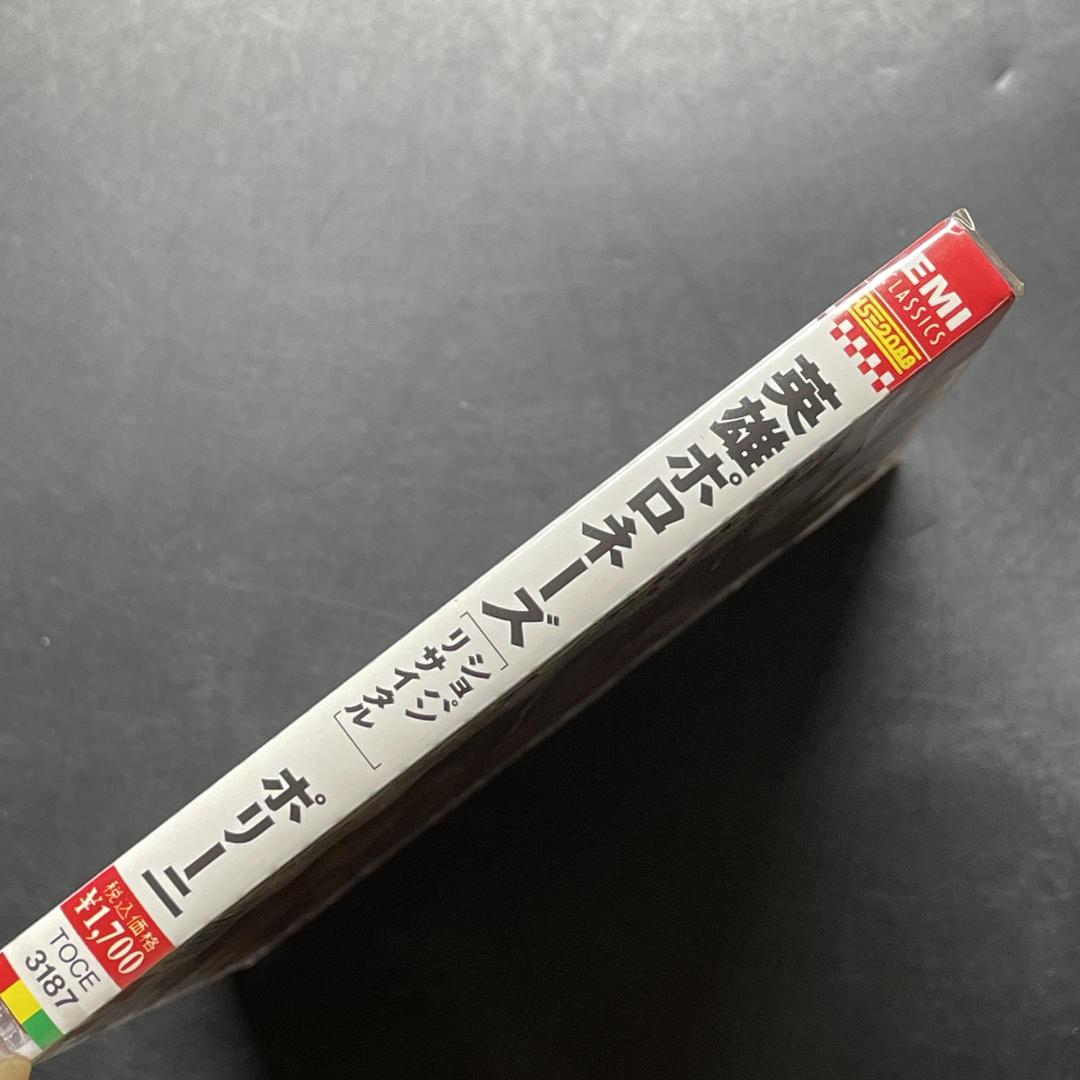 EMI
CLASSICS
英雄ポロネーズ
ショパン
リサイタル
ポリーニ
税込価格
¥1,700
TOCE
3187